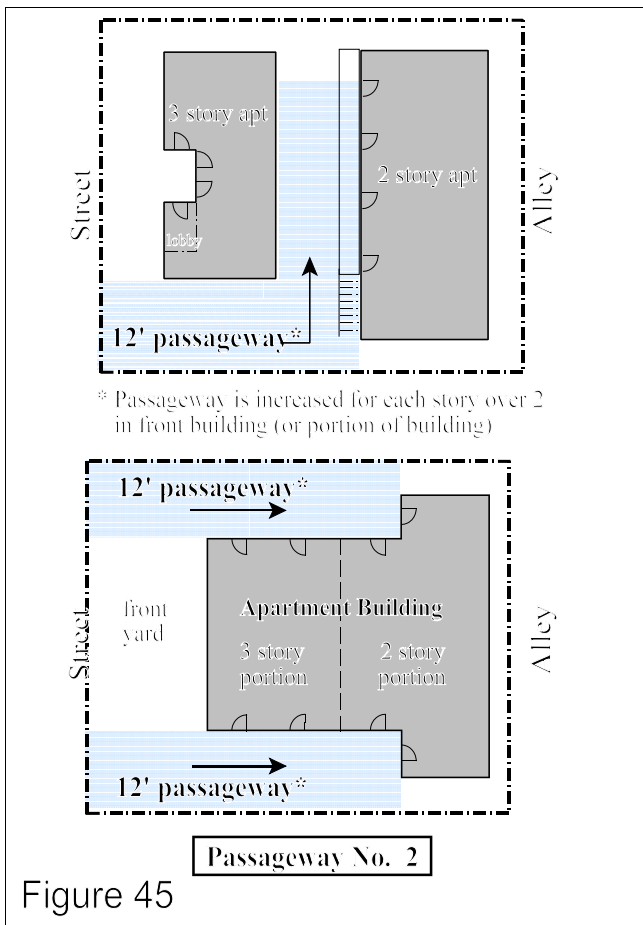 3 story apt
2 story apt
Street
lobby
Alley
12' passageway*
* Passageway is increased for each story over 2
in front building (or portion of building)
12' passageway*
Street
front
yard
Apartment Building
3 story
portion
2 story
portion
Alley
12' passageway*
Passageway No. 2
Figure 45